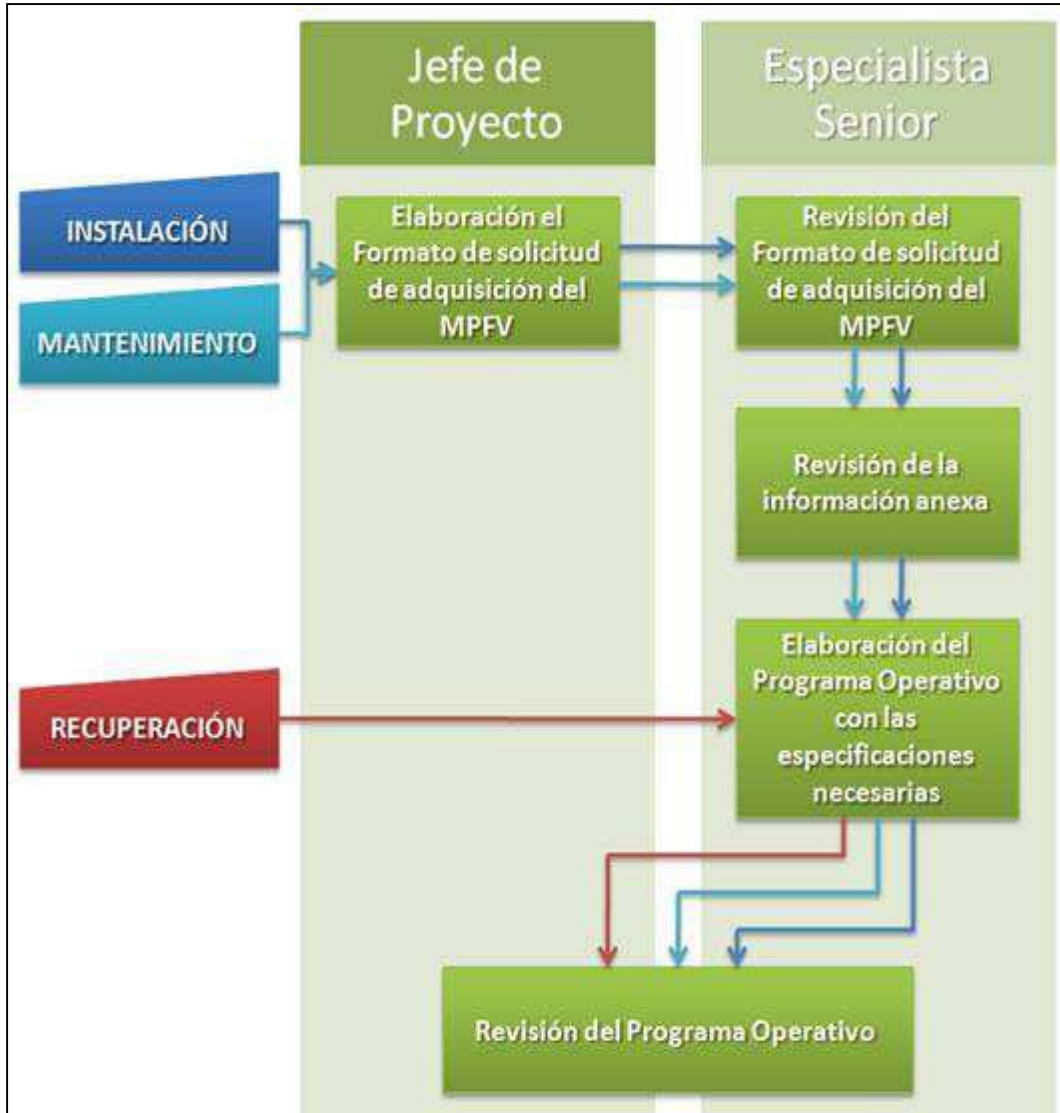 Jefe de
Proyecto
Especialista
Senior
INSTALACIÓN
MANTENIMIENTO
Elaboración el
Formato de solicitud
de adquisición del
MPFV
Revisión del
Formato de solicitud
de adquisición del
MPFV
Revisión de la
información anexa
RECUPERACIÓN
Elaboración del
Programa Operativo
con las
especificaciones
necesarias
Revisión del Programa Operativo